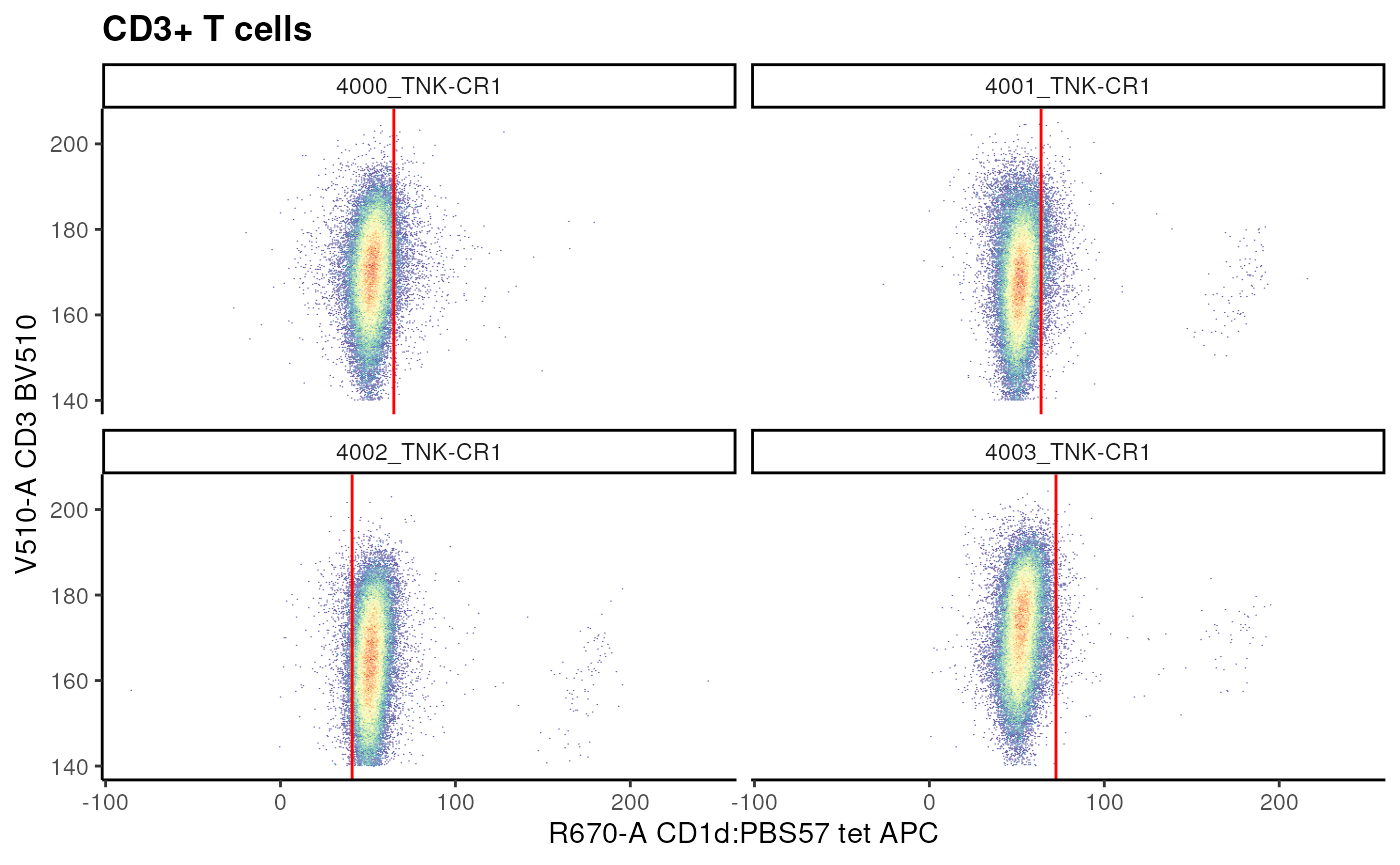 CD3+ T cells
4000_TNK-CR1
4001_TNK-CR1
200
180
160
140
4002_TNK-CR1
4003_TNK-CR1
200
180
160
140
-100 0 100 200 -100 0 100 200
R670-A CD1d:PBS57 tet APC
V510-A CD3 BV510